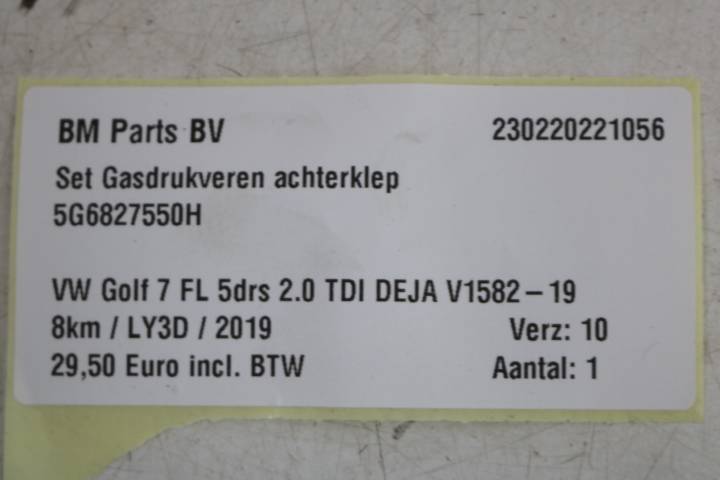 BM Parts BV 230220221056
Set Gasdrukveren achterklep
5G6827550H
VW Golf 7 FL 5drs 2.0 TDI DEJA V1582-19
8km / LY3D / 2019 Verz: 10
29,50 Euro incl. BTW Aantal: 1